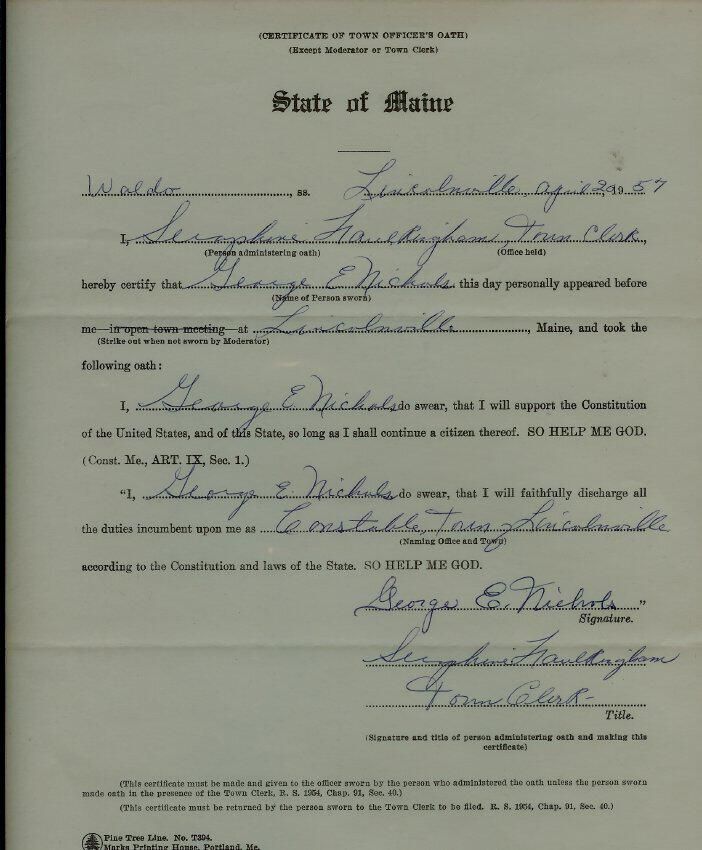 (CERTIFICATE OF TOWN OFFICER'S OATH)
(Except Moderator or Town Clerk)
State of Maine
Waldo, ss. Lincolnville, April 29 1957
I, Seraphine Faulkingham, Town Clerk,
(Person administering oath) (Office held)
hereby certify that George E Nichols this day personally appeared before
(Name of Person sworn)
me in open town meeting at Lincolnville, Maine, and took the
(Strike out when not sworn by Moderator)
following oath:
I, George E Nichols do swear, that I will support the Constitution
of the United States, and of this State, so long as I shall continue a citizen thereof. SO HELP ME GOD.
(Const. Me., ART. IX, Sec. 1.)
"I, George E Nichols do swear, that I will faithfully discharge all
the duties incumbent upon me as Constable Town Lincolnville
(Naming Office and Town)
according to the Constitution and laws of the State. SO HELP ME GOD.
George E. Nichols "
Signature.
Seraphine Faulkingham
Town Clerk
Title.
(Signature and title of person administering oath and making this
certificate)
(This certificate must be made and given to the officer sworn by the person who administered the oath unless the person sworn
made oath in the presence of the Town Clerk, R. S. 1954, Chap. 91, Sec. 40.)
(This certificate must be returned by the person sworn to the Town Clerk to be filed. R. S. 1954, Chap. 91, Sec. 40.)
Pine Tree Line. No. T394.
Marks Printing House, Portland, Me.